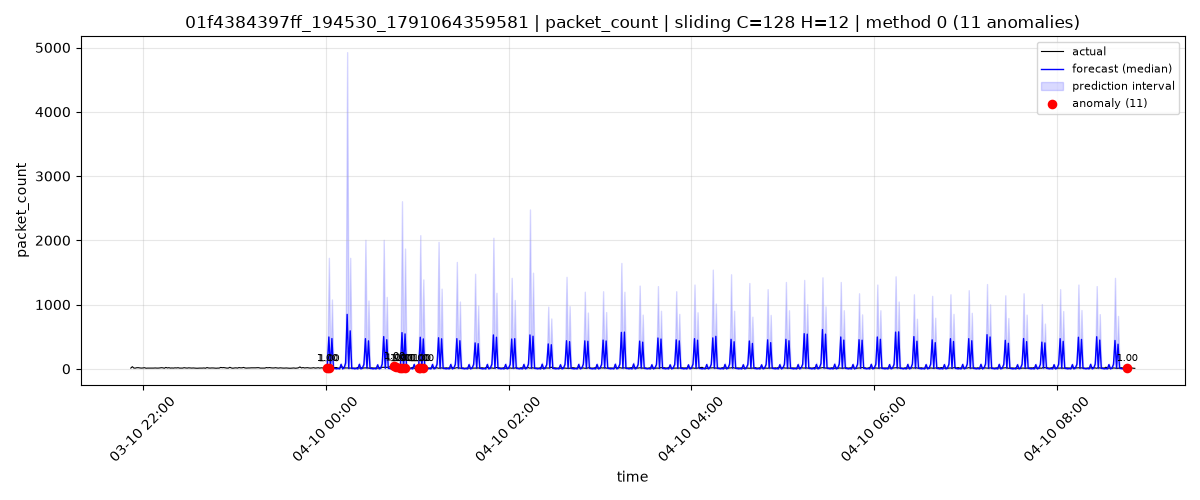 01f4384397ff_194530_1791064359581 | packet_count | sliding C=128 H=12 | method 0 (11 anomalies)
actual
forecast (median)
prediction interval
anomaly (11)
packet_count
5000
4000
3000
2000
1000
0
1.00
03-10 22:00
04-10 00:00
04-10 02:00
04-10 04:00
04-10 06:00
04-10 08:00
time